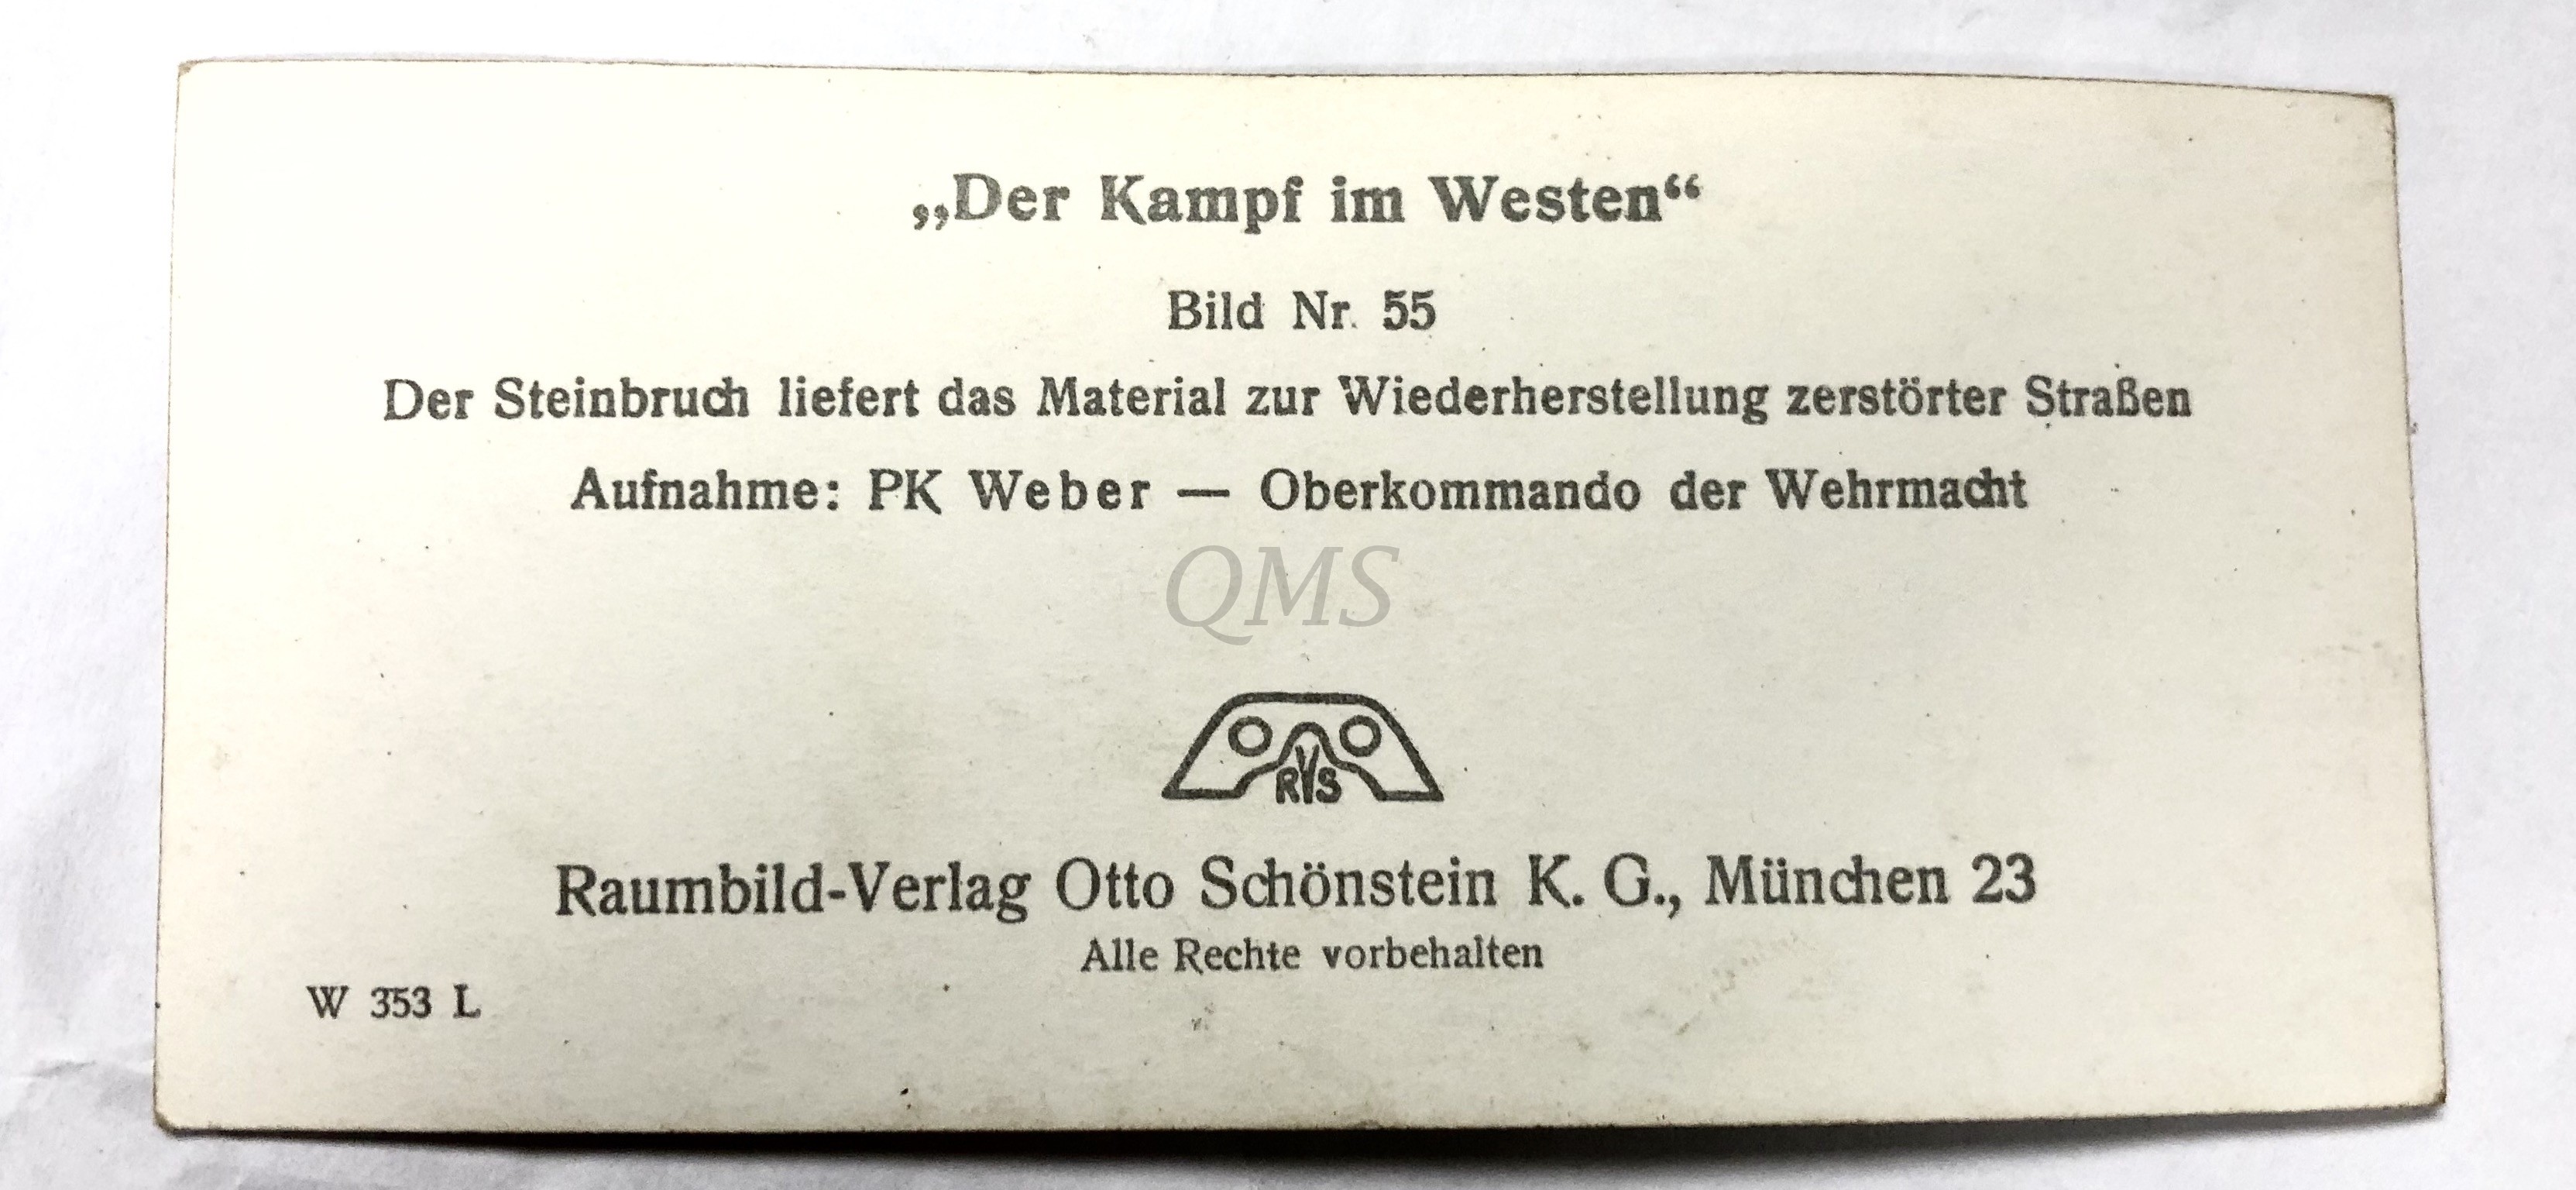 „Der Kampf im Westen“
Bild Nr. 55
Der Steinbruch liefert das Material zur Wiederherstellung zerstörter Straßen
Aufnahme: PK Weber — Oberkommando der Wehrmacht
QMS
RVS
Raumbild-Verlag Otto Schönstein K. G., München 23
Alle Rechte vorbehalten
W 353 L